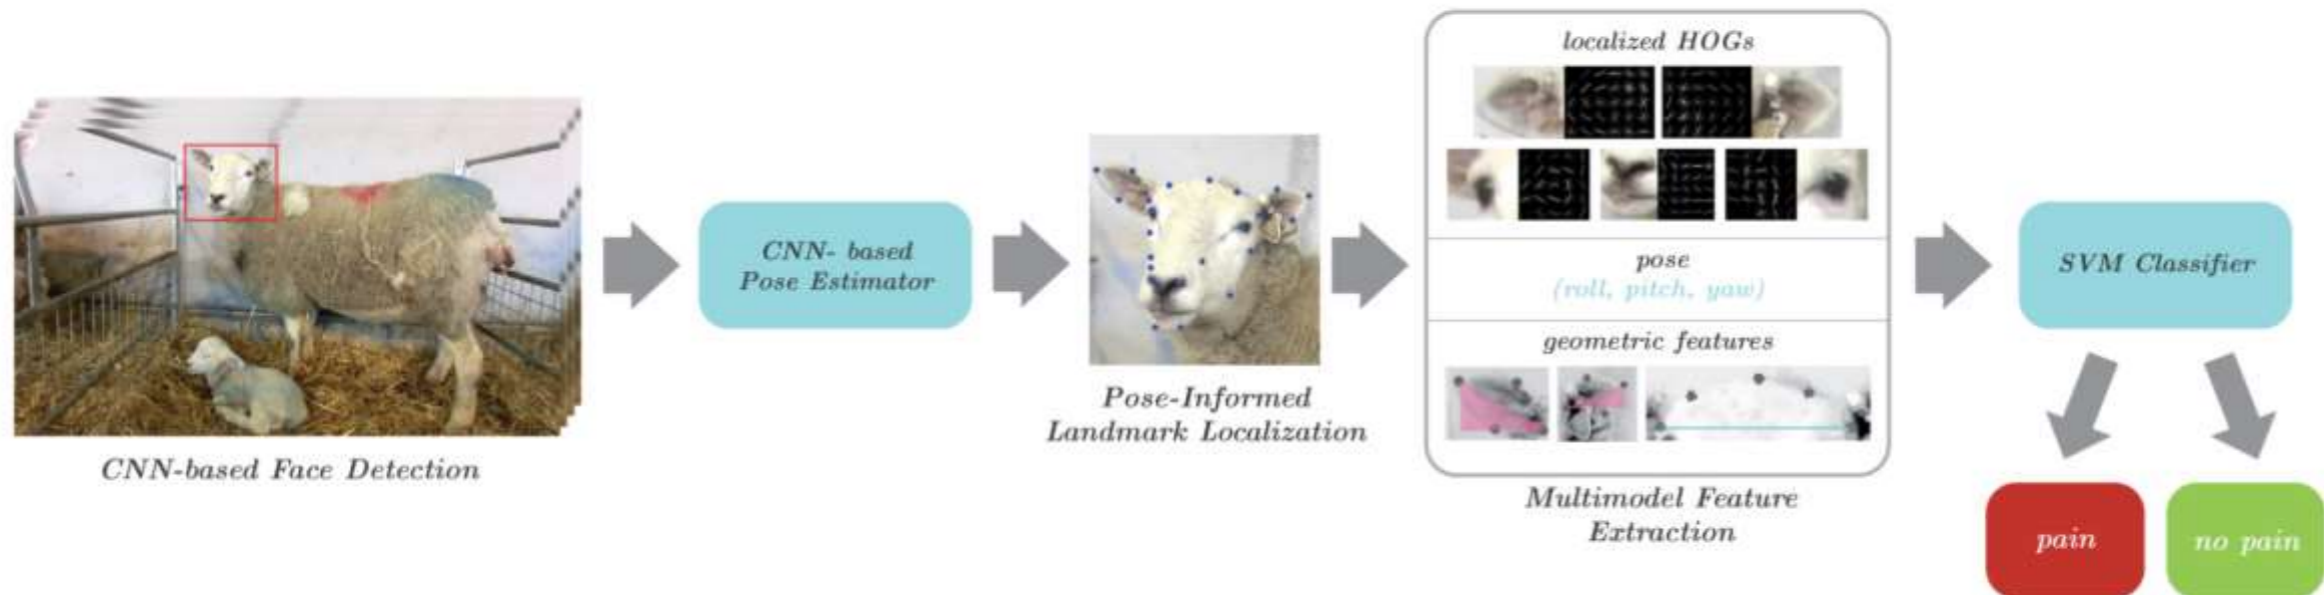 CNN-based Face Detection
CNN- based
Pose Estimator
Pose-Informed
Landmark Localization
localized HOGs
pose
(roll, pitch, yaw)
geometric features
Multimodel Feature
Extraction
SVM Classifier
pain
no pain